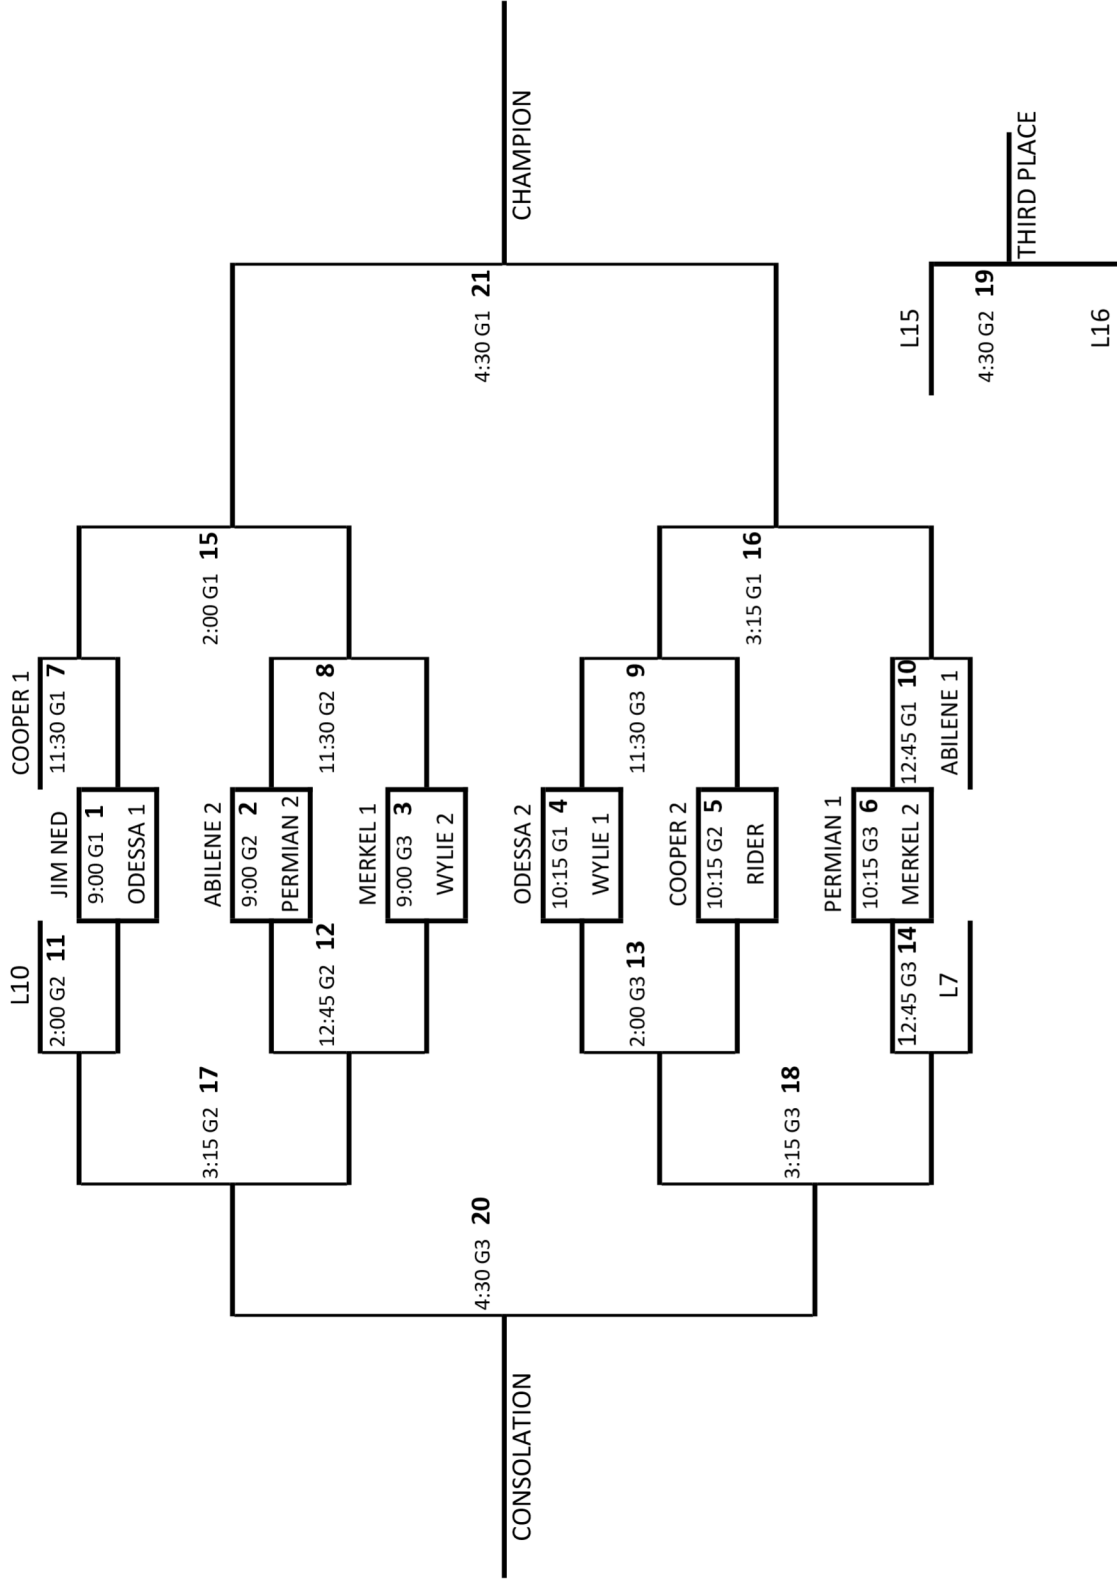 COOPER 1
11:30 G1 7
L10
2:00 G2 11
JIM NED
9:00 G1 1
ODESSA 1
2:00 G1 15
3:15 G2 17
ABILENE 2
9:00 G2 2
PERMIAN 2
11:30 G2 8
12:45 G2 12
MERKEL 1
9:00 G3 3
WYLIE 2
4:30 G1 21
CHAMPION
4:30 G3 20
CONSOLATION
ODESSA 2
10:15 G1 4
WYLIE 1
11:30 G3 9
2:00 G3 13
COOPER 2
10:15 G2 5
RIDER
3:15 G1 16
3:15 G3 18
PERMIAN 1
10:15 G3 6
MERKEL 2
12:45 G1 10
ABILENE 1
12:45 G3 14
L7
L15
4:30 G2 19
THIRD PLACE
L16